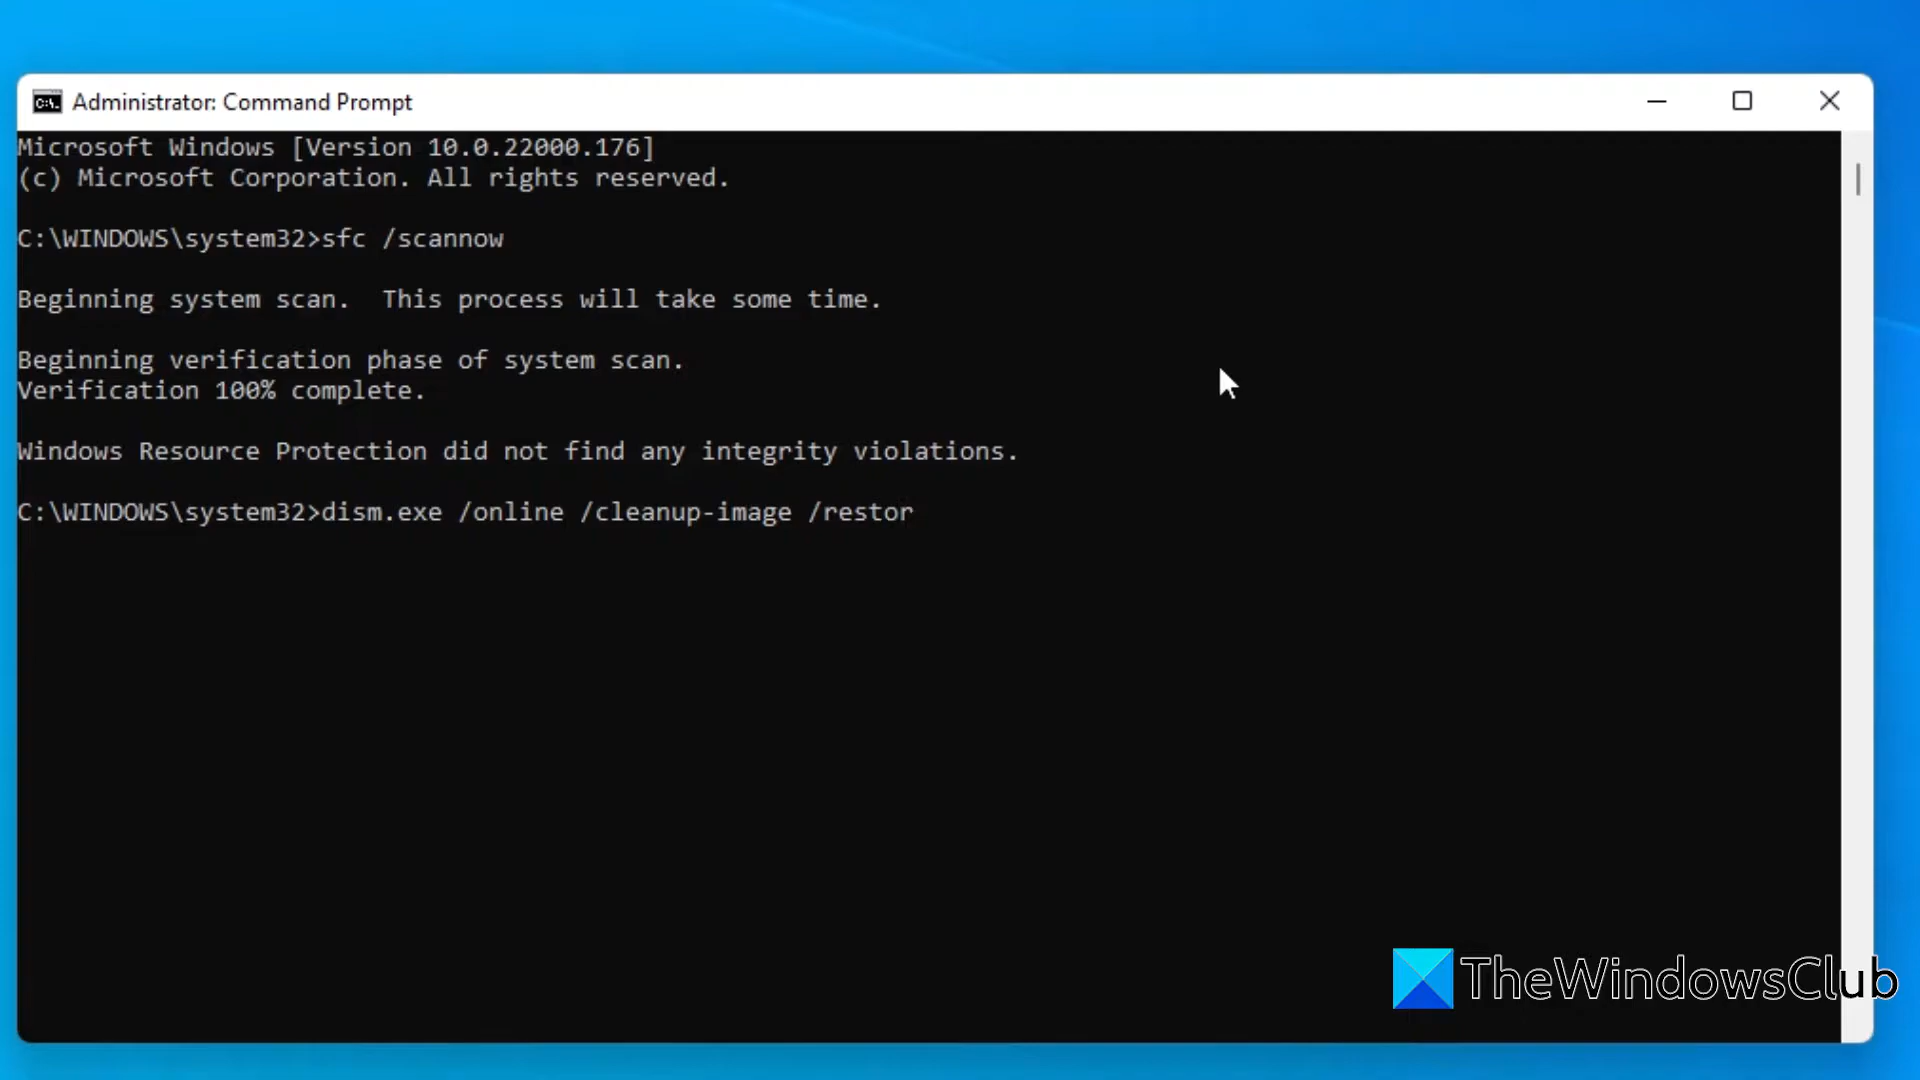 Administrator: Command Prompt
Microsoft Windows [Version 10.0.22000.176]
(c) Microsoft Corporation. All rights reserved.
C:\WINDOWS\system32>sfc /scannow
Beginning system scan.  This process will take some time.
Beginning verification phase of system scan.
Verification 100% complete.
Windows Resource Protection did not find any integrity violations.
C:\WINDOWS\system32>dism.exe /online /cleanup-image /restor
TheWindowsClub